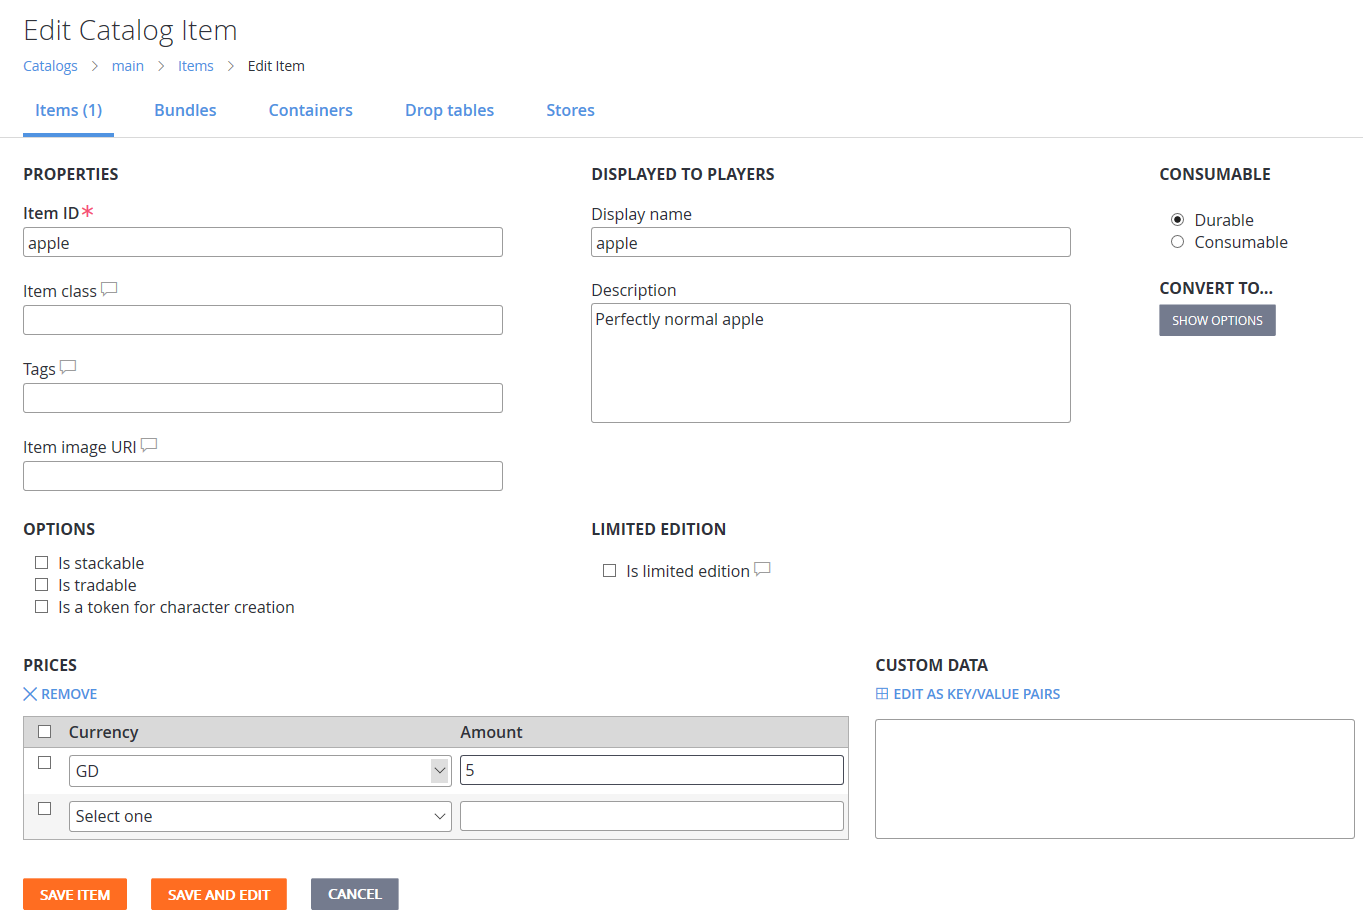 Edit Catalog Item
Catalogs > main > Items > Edit Item
Items (1) Bundles Containers Drop tables Stores
PROPERTIES
Item ID*
apple
Item class
Tags
Item image URI
DISPLAYED TO PLAYERS
Display name
apple
Description
Perfectly normal apple
CONSUMABLE
Durable
Consumable
CONVERT TO...
SHOW OPTIONS
OPTIONS
Is stackable
Is tradable
Is a token for character creation
LIMITED EDITION
Is limited edition
PRICES
REMOVE
Currency Amount
GD 5
Select one
CUSTOM DATA
EDIT AS KEY/VALUE PAIRS
SAVE ITEM SAVE AND EDIT CANCEL